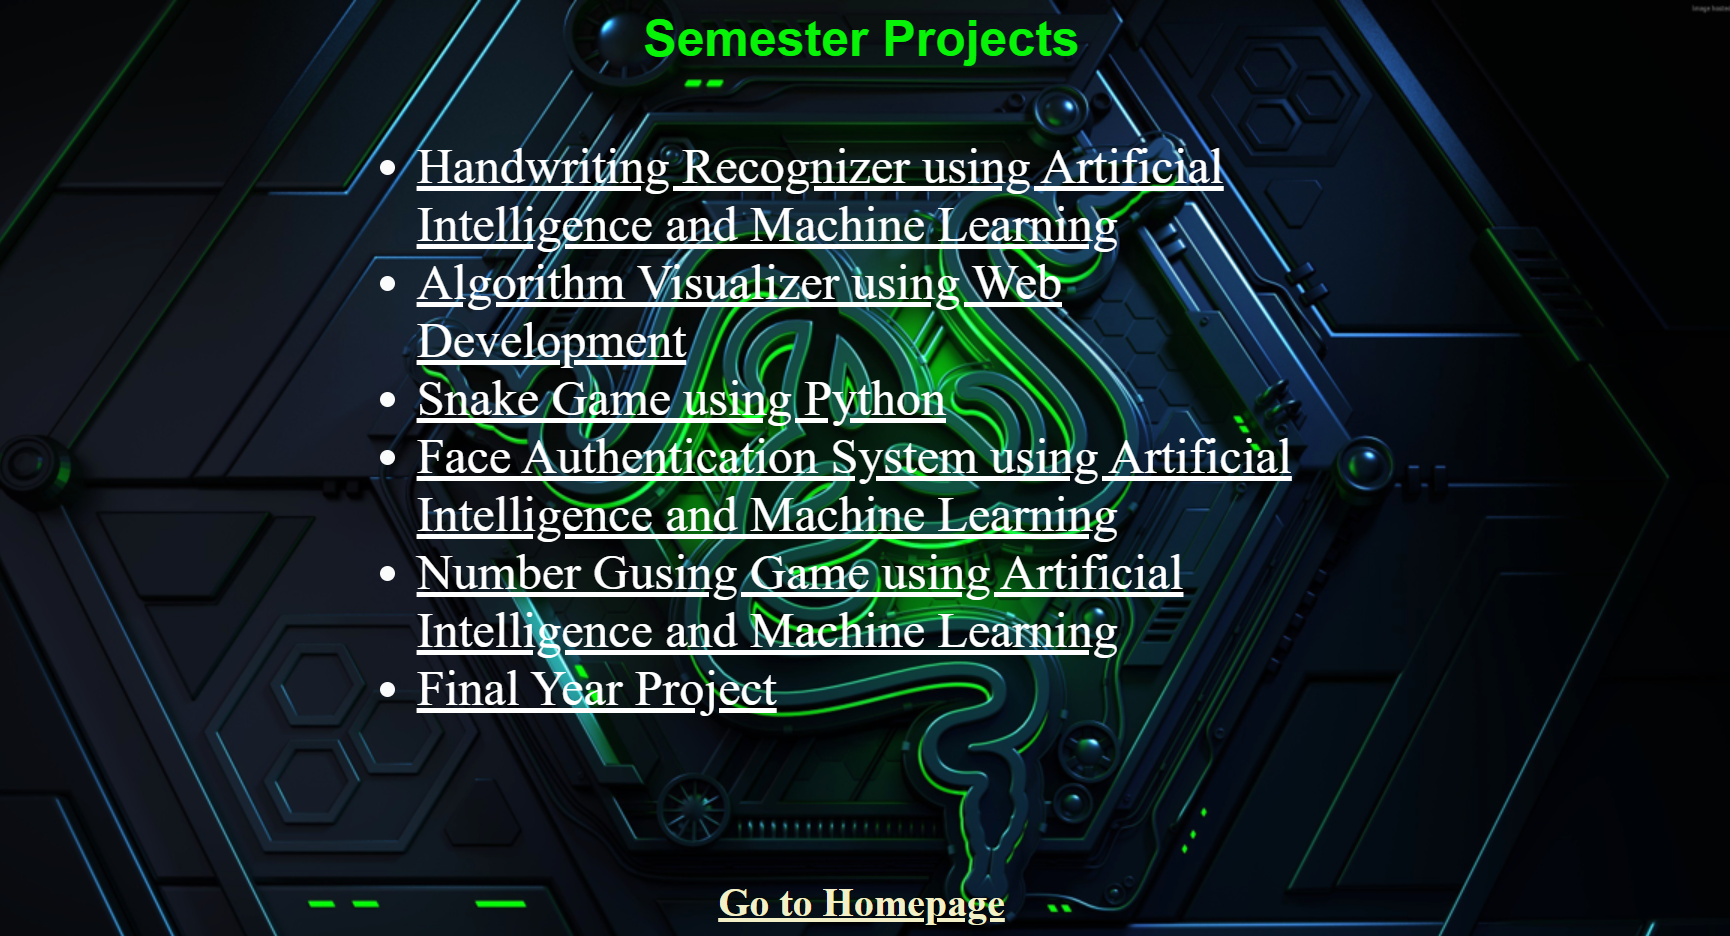 Semester Projects
Handwriting Recognizer using Artificial
Intelligence and Machine Learning
Algorithm Visualizer using Web
Development
Snake Game using Python
Face Authentication System using Artificial
Intelligence and Machine Learning
Number Gusing Game using Artificial
Intelligence and Machine Learning
Final Year Project
Go to Homepage